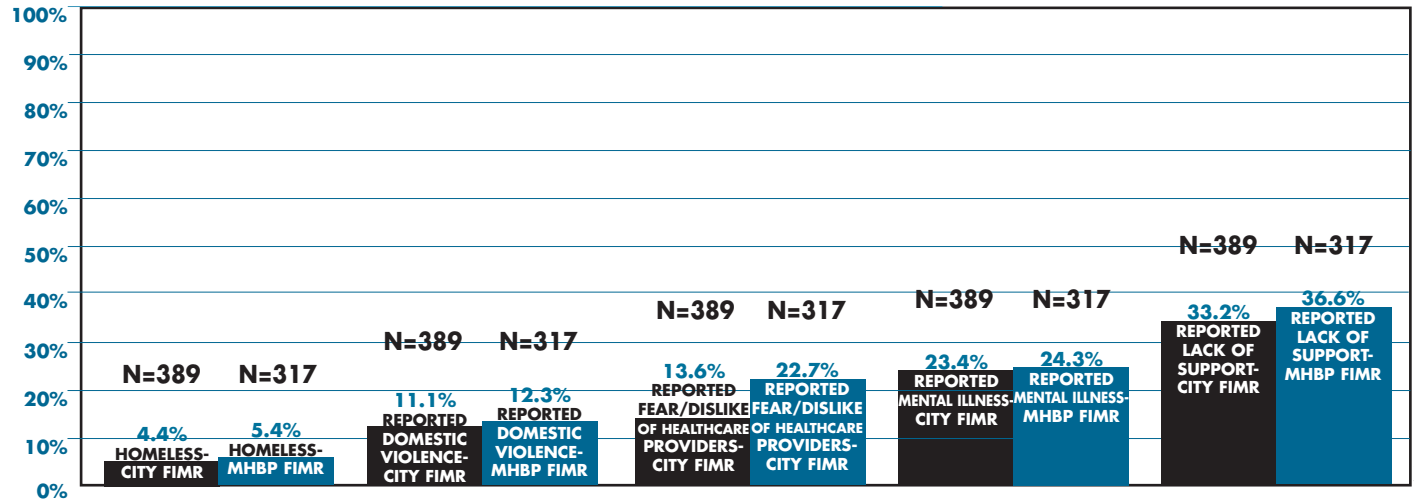 100%
90%
80%
70%
60%
50%
40%
30%
20%
10%
0%
N=389
4.4%
HOMELESS-
CITY FIMR
N=317
5.4%
HOMELESS-
MHBP FIMR
N=389
11.1%
REPORTED
DOMESTIC
VIOLENCE-
CITY FIMR
N=317
12.3%
REPORTED
DOMESTIC
VIOLENCE-
MHBP FIMR
N=389
13.6%
REPORTED
FEAR/DISLIKE
OF HEALTHCARE
PROVIDERS-
CITY FIMR
N=317
22.7%
REPORTED
FEAR/DISLIKE
OF HEALTHCARE
PROVIDERS-
CITY FIMR
N=389
23.4%
REPORTED
MENTAL ILLNESS-
CITY FIMR
N=317
24.3%
REPORTED
MENTAL ILLNESS-
MHBP FIMR
N=389
33.2%
REPORTED
LACK OF
SUPPORT-
CITY FIMR
N=317
36.6%
REPORTED
LACK OF
SUPPORT-
MHBP FIMR